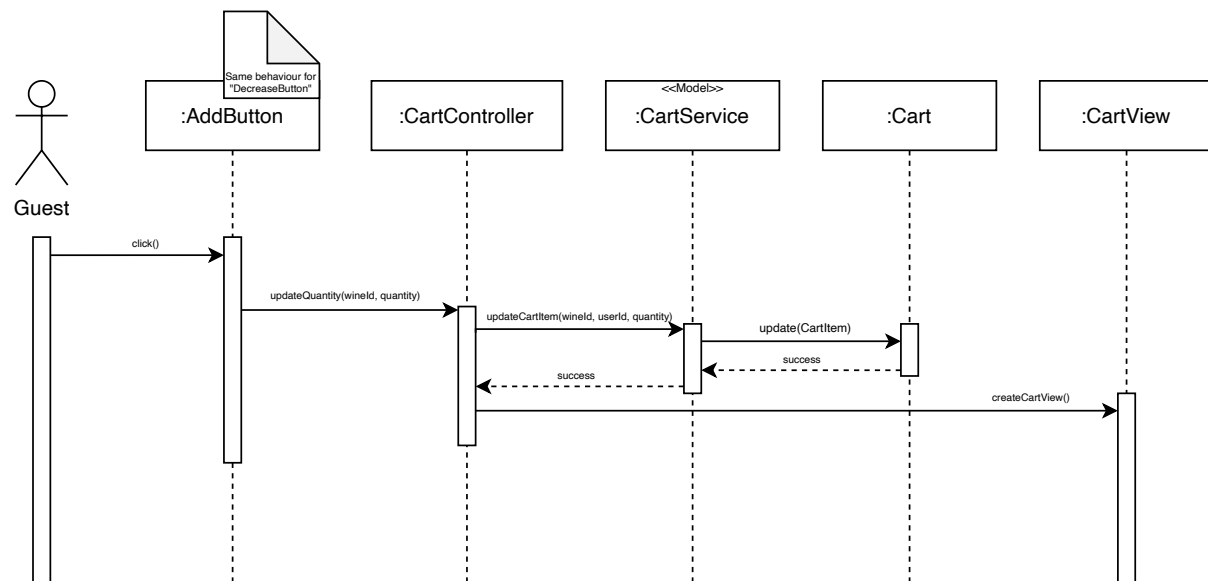 Same behaviour for
"DecreaseButton"
:AddButton
:CartController
<<Model>>
:CartService
:Cart
:CartView
Guest
click()
updateQuantity(wineId, quantity)
updateCartItem(wineId, userId, quantity)
update(CartItem)
success
success
createCartView()